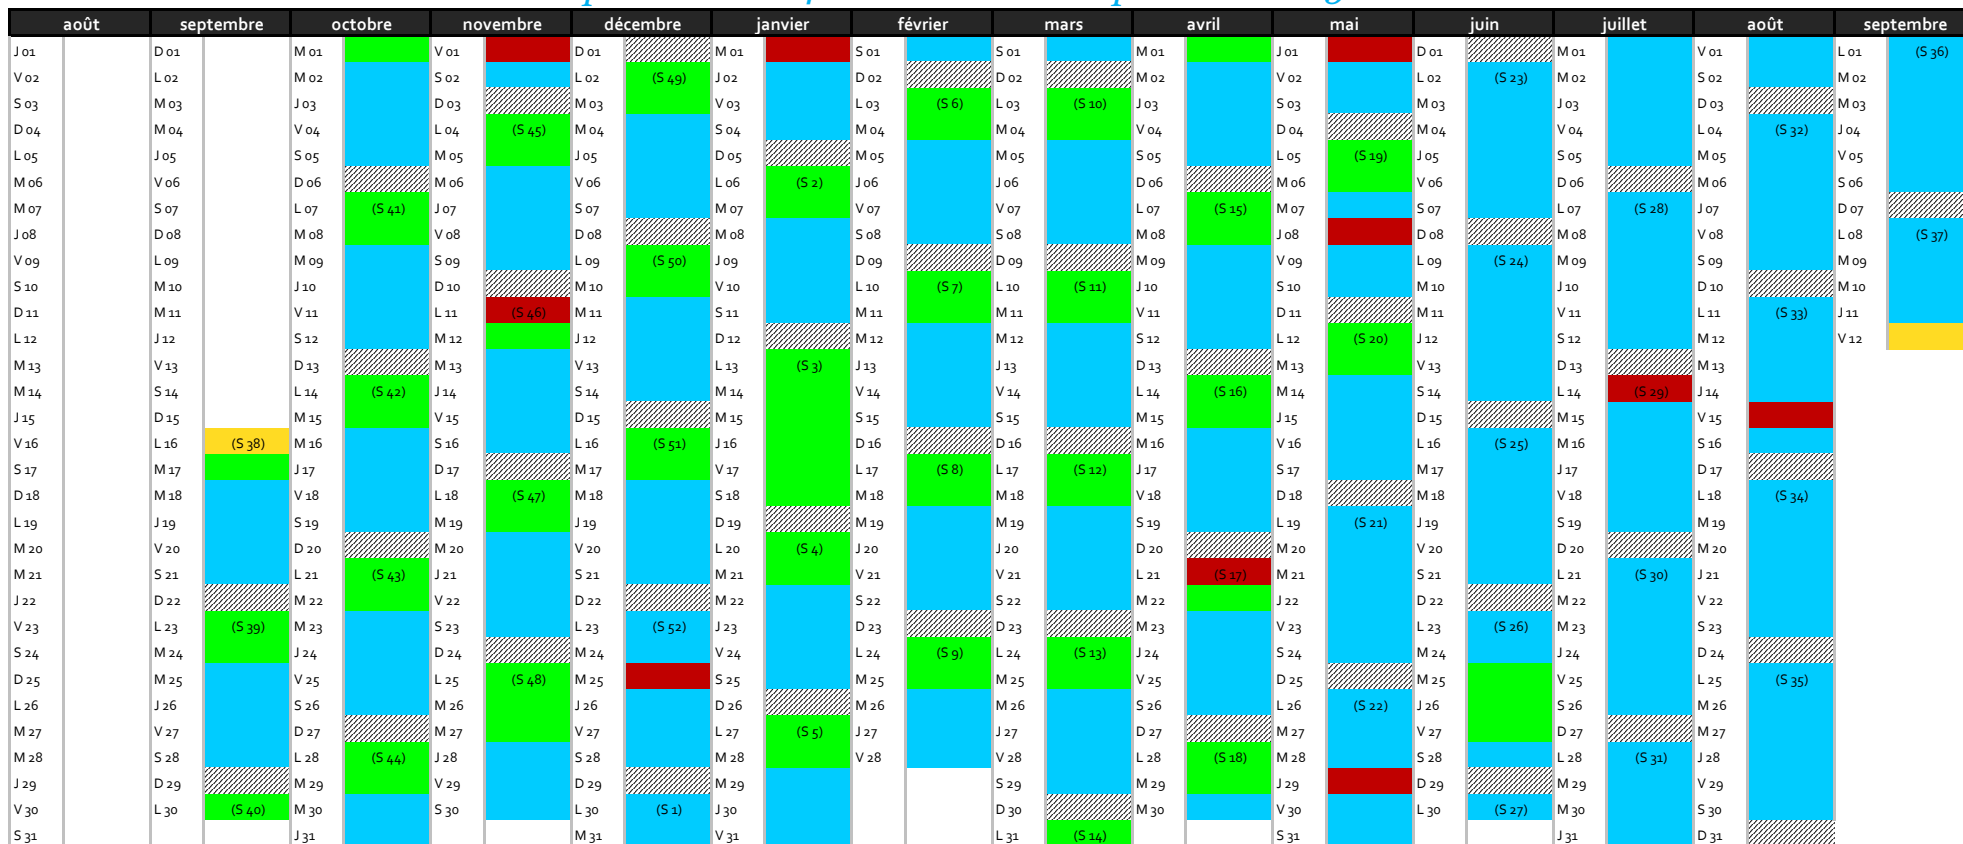 août septembre octobre novembre décembre janvier février mars avril mai juin juillet août septembre
J 01 D 01 M 01 V 01 D 01 M 01 S 01 S 01 M 01 J 01 D 01 M 01 V 01 L 01 (S 36)
V 02 L 02 M 02 S 02 L 02 (S 49) J 02 D 02 D 02 M 02 V 02 L 02 (S 23) M 02 S 02 M 02
S 03 M 03 J 03 D 03 M 03 V 03 L 03 (S 6) L 03 (S 10) J 03 S 03 M 03 J 03 D 03 M 03
D 04 M 04 V 04 L 04 (S 45) M 04 S 04 M 04 M 04 V 04 D 04 M 04 V 04 L 04 (S 32) J 04
L 05 J 05 S 05 M 05 J 05 D 05 M 05 M 05 S 05 L 05 (S 19) J 05 S 05 M 05 V 05
M 06 V 06 D 06 M 06 V 06 L 06 (S 2) J 06 J 06 D 06 M 06 V 06 D 06 M 06 S 06
M 07 S 07 L 07 (S 41) J 07 S 07 M 07 V 07 V 07 L 07 (S 15) M 07 S 07 L 07 (S 28) J 07 D 07
J 08 D 08 M 08 V 08 D 08 M 08 S 08 S 08 M 08 J 08 D 08 M 08 V 08 L 08 (S 37)
V 09 L 09 M 09 S 09 L 09 (S 50) J 09 D 09 D 09 M 09 V 09 L 09 (S 24) M 09 S 09 M 09
S 10 M 10 J 10 D 10 M 10 V 10 L 10 (S 7) L 10 (S 11) J 10 S 10 M 10 J 10 D 10 M 10
D 11 M 11 V 11 L 11 (S 46) M 11 S 11 M 11 M 11 V 11 D 11 M 11 V 11 L 11 (S 33) J 11
L 12 J 12 S 12 M 12 J 12 D 12 M 12 M 12 S 12 L 12 (S 20) J 12 S 12 M 12 V 12
M 13 V 13 D 13 M 13 V 13 L 13 (S 3) J 13 J 13 D 13 M 13 V 13 D 13 M 13
M 14 S 14 L 14 (S 42) J 14 S 14 M 14 V 14 V 14 L 14 (S 16) M 14 S 14 L 14 (S 29) J 14
J 15 D 15 M 15 V 15 D 15 M 15 S 15 S 15 M 15 J 15 D 15 M 15 V 15
V 16 L 16 (S 38) M 16 S 16 L 16 (S 51) J 16 D 16 D 16 M 16 V 16 L 16 (S 25) M 16 S 16
S 17 M 17 J 17 D 17 M 17 V 17 L 17 (S 8) L 17 (S 12) J 17 S 17 M 17 J 17 D 17
D 18 M 18 V 18 L 18 (S 47) M 18 S 18 M 18 M 18 V 18 D 18 M 18 V 18 L 18 (S 34)
L 19 J 19 S 19 M 19 J 19 D 19 M 19 M 19 S 19 L 19 (S 21) J 19 S 19 M 19
M 20 V 20 D 20 M 20 V 20 L 20 (S 4) J 20 J 20 D 20 M 20 V 20 D 20 M 20
M 21 S 21 L 21 (S 43) J 21 S 21 M 21 V 21 V 21 L 21 (S 17) M 21 S 21 L 21 (S 30) J 21
J 22 D 22 M 22 V 22 D 22 M 22 S 22 S 22 M 22 J 22 D 22 M 22 V 22
V 23 L 23 (S 39) M 23 S 23 L 23 (S 52) J 23 D 23 D 23 M 23 V 23 L 23 (S 26) M 23 S 23
S 24 M 24 J 24 D 24 M 24 V 24 L 24 (S 9) L 24 (S 13) J 24 S 24 M 24 J 24 D 24
D 25 M 25 V 25 L 25 (S 48) M 25 S 25 M 25 M 25 V 25 D 25 M 25 V 25 L 25 (S 35)
L 26 J 26 S 26 M 26 J 26 D 26 M 26 M 26 S 26 L 26 (S 22) J 26 S 26 M 26
M 27 V 27 D 27 M 27 V 27 L 27 (S 5) J 27 J 27 D 27 M 27 V 27 D 27 M 27
M 28 S 28 L 28 (S 44) J 28 S 28 M 28 V 28 V 28 L 28 (S 18) M 28 S 28 L 28 (S 31) J 28
J 29 D 29 M 29 V 29 D 29 M 29 S 29 M 29 J 29 D 29 M 29 V 29
V 30 L 30 (S 40) M 30 S 30 L 30 (S 1) J 30 D 30 M 30 V 30 L 30 (S 27) M 30 S 30
S 31 J 31 M 31 V 31 L 31 (S 14) S 31 J 31 D 31